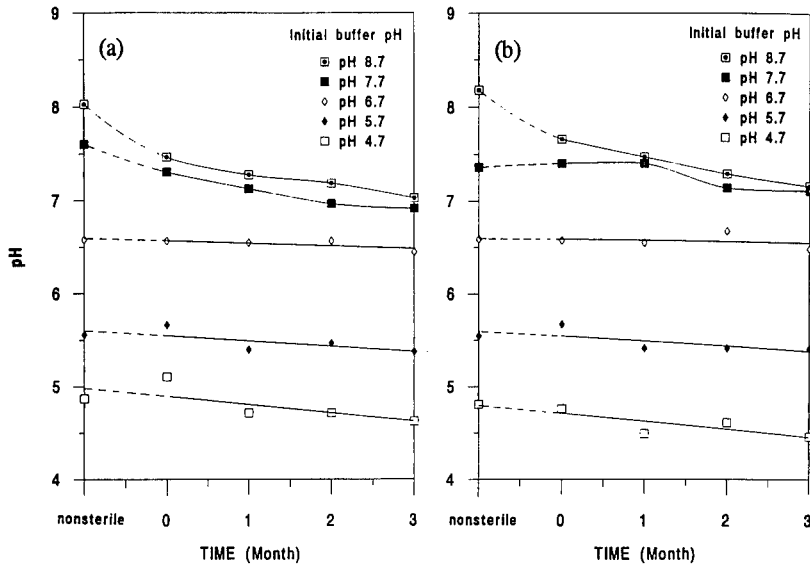 9
8
7
6
5
4
pH
(a)
Initial buffer pH
pH 8.7
pH 7.7
pH 6.7
pH 5.7
pH 4.7
nonsterile 0 1 2 3
TIME (Month)
9
8
7
6
5
4
(b)
Initial buffer pH
pH 8.7
pH 7.7
pH 6.7
pH 5.7
pH 4.7
nonsterile 0 1 2 3
TIME (Month)